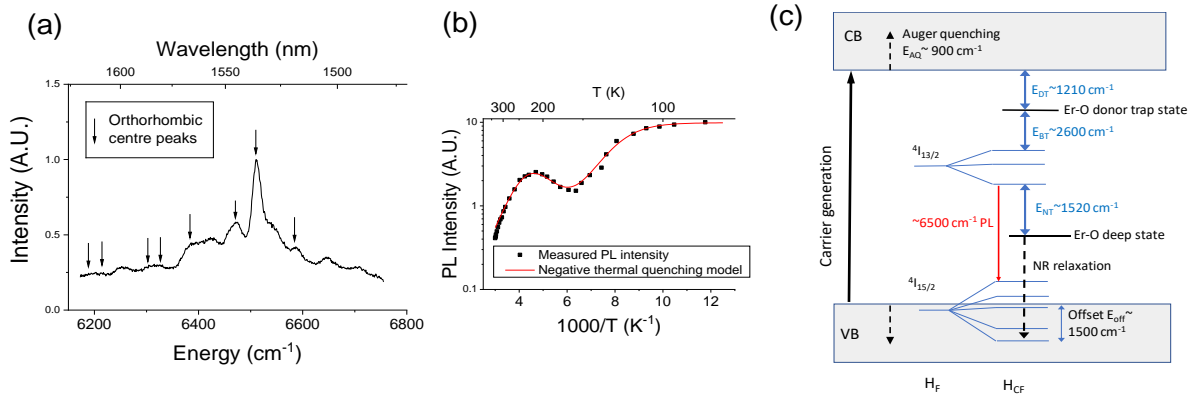 (a)
Wavelength (nm)
1600 1580 1560 1540 1520 1500
1.5
1.0
0.5
0.0
Intensity (A.U.)
Orthorhombic
centre peaks
6200 6400 6600 6800
Energy (cm⁻¹)
(b)
T (K)
300 200 100
10
1
0.1
PL Intensity (A.U.)
Measured PL intensity
Negative thermal quenching model
4 6 8 10 12
1000/T (K⁻¹)
(c)
CB
Auger quenching
E_AQ~ 900 cm⁻¹
E_DT~1210 cm⁻¹
Er-O donor trap state
E_BT~2600 cm⁻¹
⁴I₁₃/₂
Carrier generation
~6500 cm⁻¹ PL
E_NT~1520 cm⁻¹
Er-O deep state
NR relaxation
⁴I₁₅/₂
VB
Offset E_off~
1500 cm⁻¹
H_F
H_CF